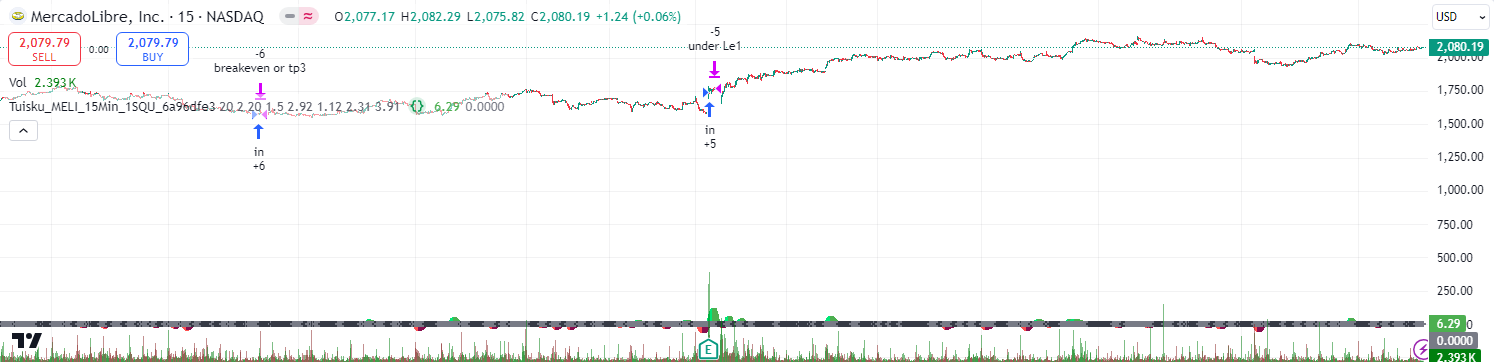 MercadoLibre, Inc. · 15 · NASDAQ O2,077.17 H2,082.29 L2,075.82 C2,080.19 +1.24 (+0.06%)
USD
2,079.79
SELL
0.00
2,079.79
BUY
Vol 2.393 K
Tuisku_MELI_15Min_1SQU_6a96dfe3 20 2 20 1.5 2.92 1.12 2.31 3.91 {} 6.29 0.0000
-6
breakeven or tp3
in
+6
-5
under Le1
in
+5
2,080.19
2,000.00
1,750.00
1,500.00
1,250.00
1,000.00
750.00
500.00
250.00
6.29
0.0000
2.393 K
E